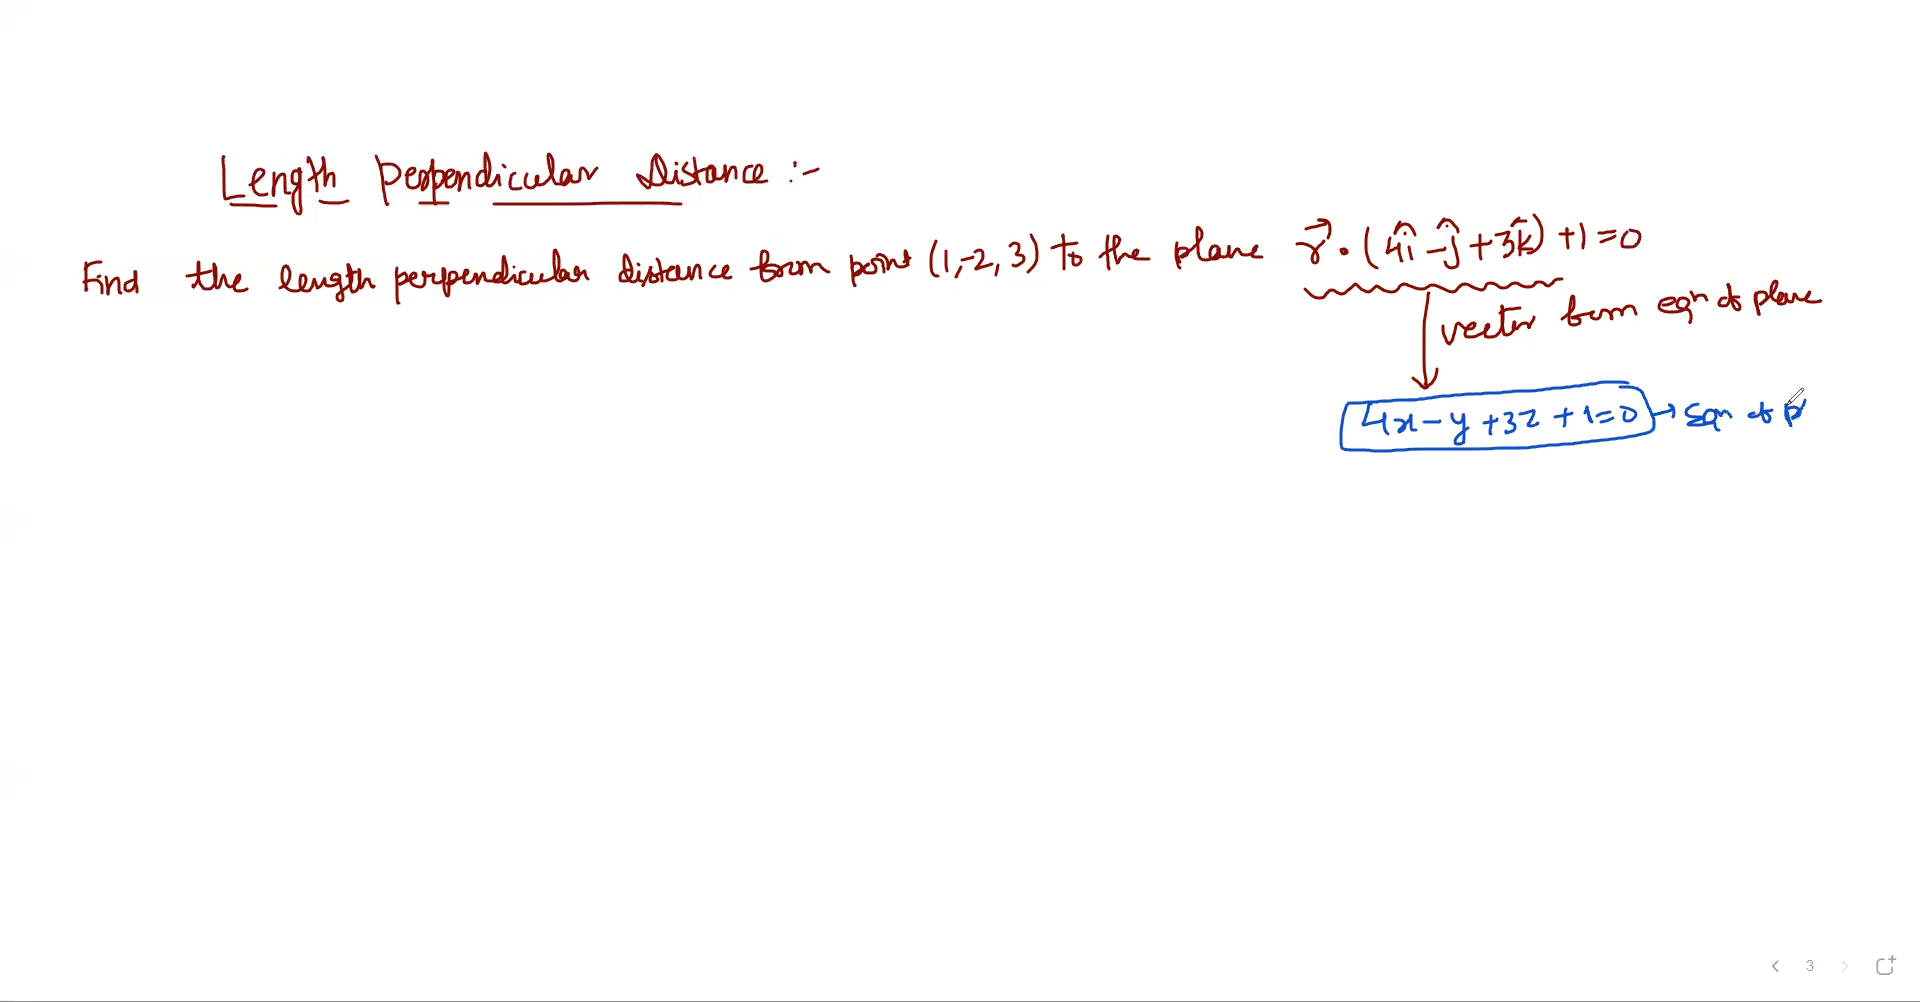 Length Perpendicular Distance :-
Find the length perpendicular distance from point (1,-2,3) to the plane r⃗ • (4î - ĵ + 3k̂) + 1 = 0
vector form eqn of plane
4x - y + 3z + 1 = 0 → Eqn of p
3